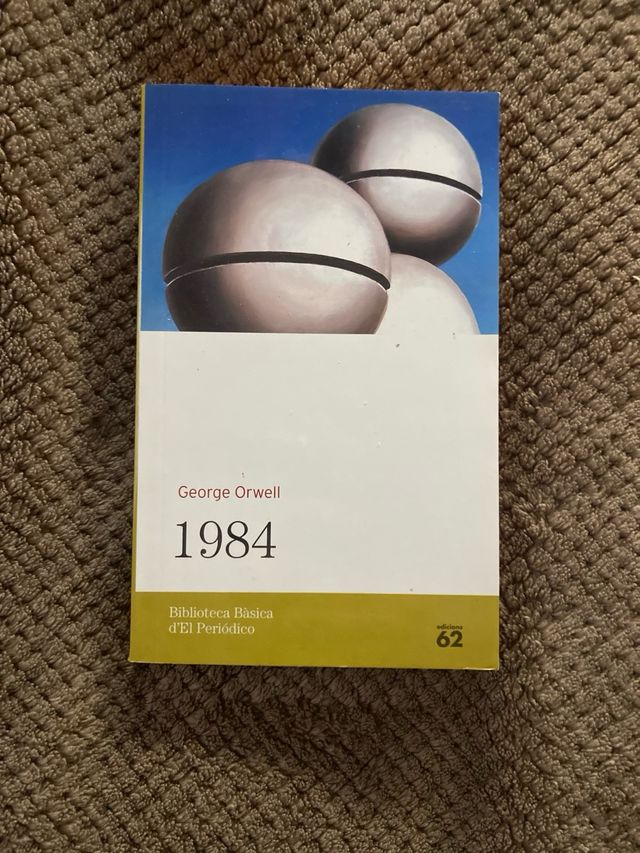 George Orwell
1984
Biblioteca Bàsica
d'El Periódico
edicions
62